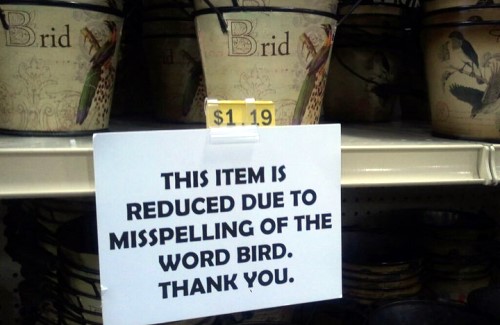 Brid
Brid
$1.19
THIS ITEM IS
REDUCED DUE TO
MISSPELLING OF THE
WORD BIRD.
THANK YOU.